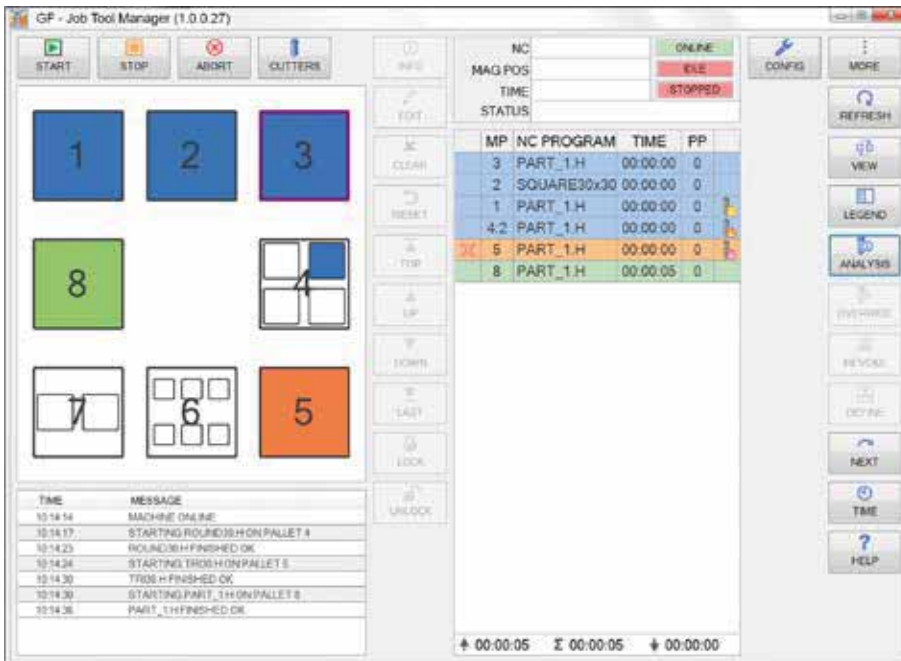 GF - Job Tool Manager (1.0.0.27)
START
STOP
ABORT
CUTTERS
INFO
EDIT
CLEAR
RESET
TOP
UP
DOWN
LAST
LOCK
UNLOCK
1
2
3
8
4
7
6
5
TIME MESSAGE
10:14:14 MACHINE ONLINE
10:14:17 STARTING ROUND30.H ON PALLET 4
10:14:23 ROUND30.H FINISHED OK
10:14:24 STARTING TR06.H ON PALLET 5
10:14:30 TR06.H FINISHED OK
10:14:30 STARTING PART_1.H ON PALLET 8
10:14:36 PART_1.H FINISHED OK
NC
ONLINE
MAG POS
IDLE
TIME
STOPPED
STATUS
MP NC PROGRAM TIME PP
3 PART_1.H 00:00:00 0
2 SQUARE30x30 00:00:00 0
1 PART_1.H 00:00:00 0
4.2 PART_1.H 00:00:00 0
5 PART_1.H 00:00:00 0
8 PART_1.H 00:00:05 0
00:00:05 Σ 00:00:05 00:00:00
CONFIG
MORE
REFRESH
VIEW
LEGEND
ANALYSIS
OVERRIDE
REVOKE
DEFINE
NEXT
TIME
HELP